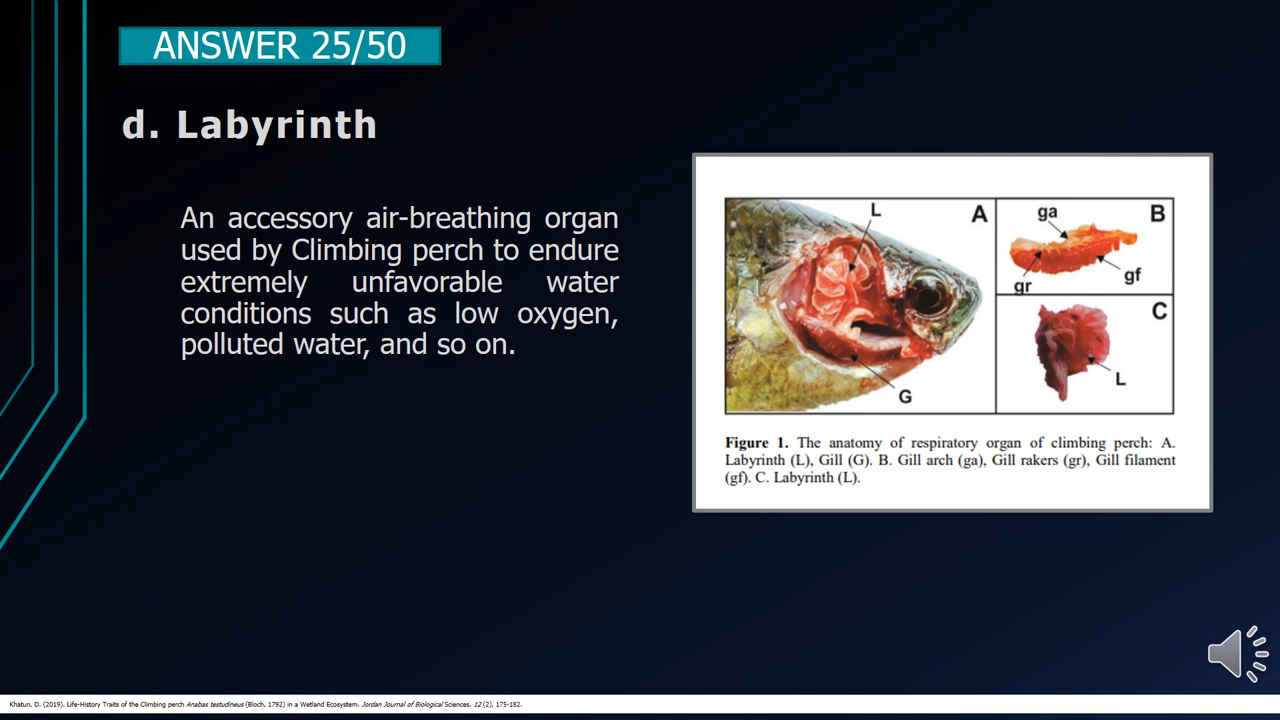 ANSWER 25/50
d. Labyrinth
An accessory air-breathing organ
used by Climbing perch to endure
extremely unfavorable water
conditions such as low oxygen,
polluted water, and so on.
L
A
G
ga
B
gr
gf
C
L
Figure 1. The anatomy of respiratory organ of climbing perch: A.
Labyrinth (L), Gill (G). B. Gill arch (ga), Gill rakers (gr), Gill filament
(gf). C. Labyrinth (L).
Khatun, D. (2019). Life-History Traits of the Climbing perch Anabas testudineus (Bloch, 1792) in a Wetland Ecosystem. Jordan Journal of Biological Sciences, 12 (2), 175-182.